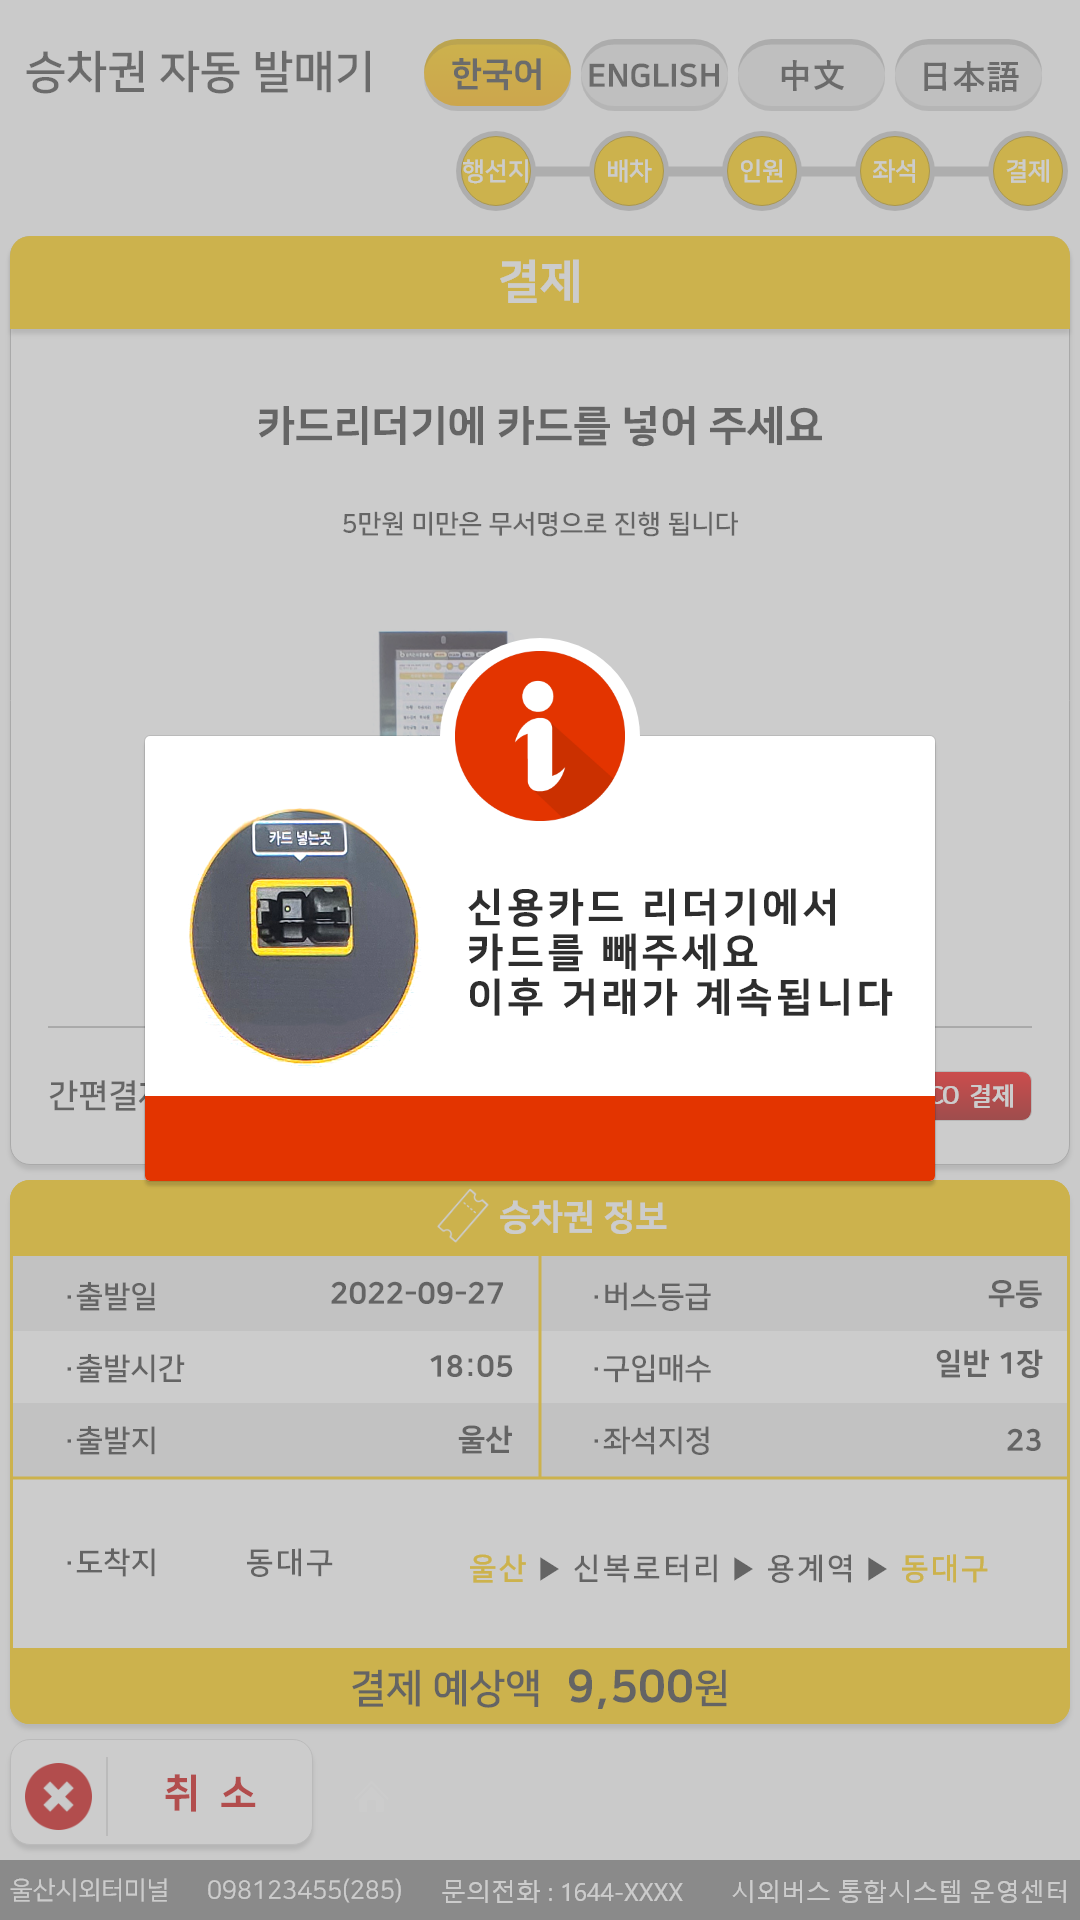 승차권 자동 발매기
한국어
ENGLISH
中文
日本語
행선지
배차
인원
좌석
결제
결제
카드리더기에 카드를 넣어 주세요
5만원 미만은 무서명으로 진행 됩니다
카드 넣는곳
신용카드 리더기에서
카드를 빼주세요
이후 거래가 계속됩니다
간편결
CO 결제
승차권 정보
·출발일 2022-09-27
·버스등급 우등
·출발시간 18:05
·구입매수 일반 1장
·출발지 울산
·좌석지정 23
·도착지 동대구
울산 ▶ 신복로터리 ▶ 용계역 ▶ 동대구
결제 예상액 9,500원
취 소
울산시외터미널 098123455(285) 문의전화 : 1644-XXXX 시외버스 통합시스템 운영센터